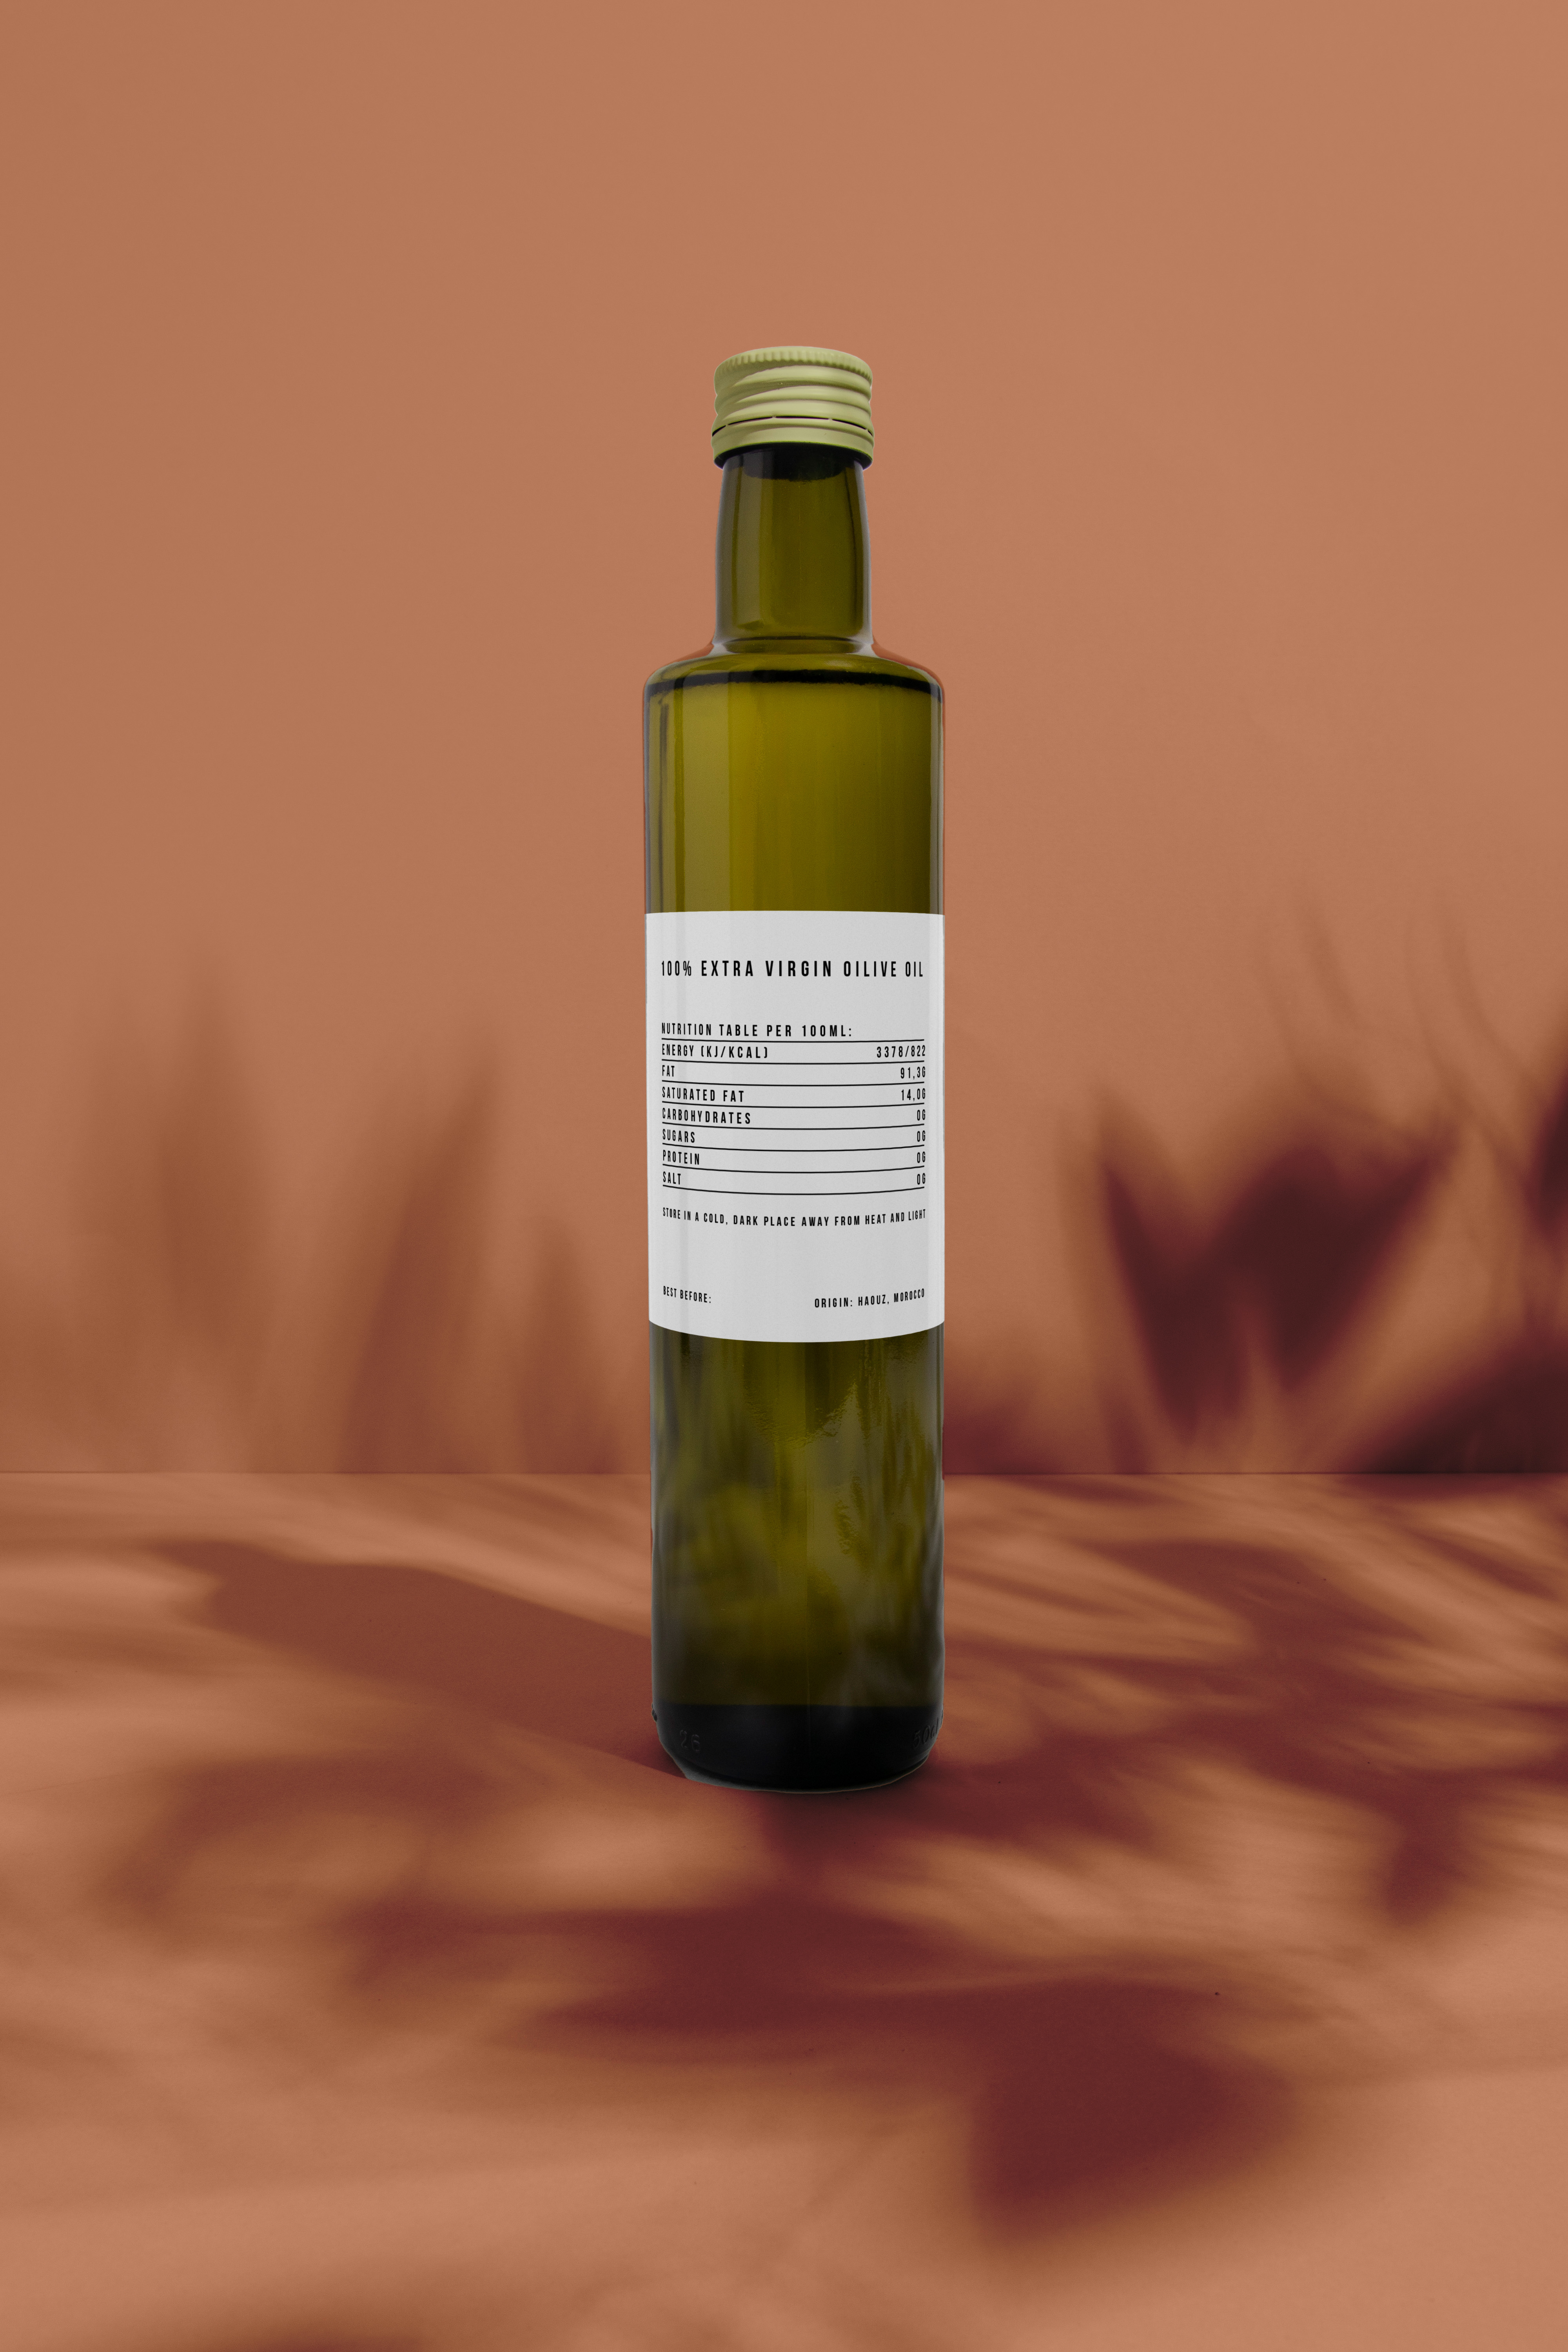 100% EXTRA VIRGIN OILIVE OIL
NUTRITION TABLE PER 100ML:
ENERGY (KJ/KCAL) 3378/822
FAT 91,3G
SATURATED FAT 14,0G
CARBOHYDRATES 0G
SUGARS 0G
PROTEIN 0G
SALT 0G
STORE IN A COLD, DARK PLACE AWAY FROM HEAT AND LIGHT
BEST BEFORE: ORIGIN: HAOUZ, MOROCCO
26